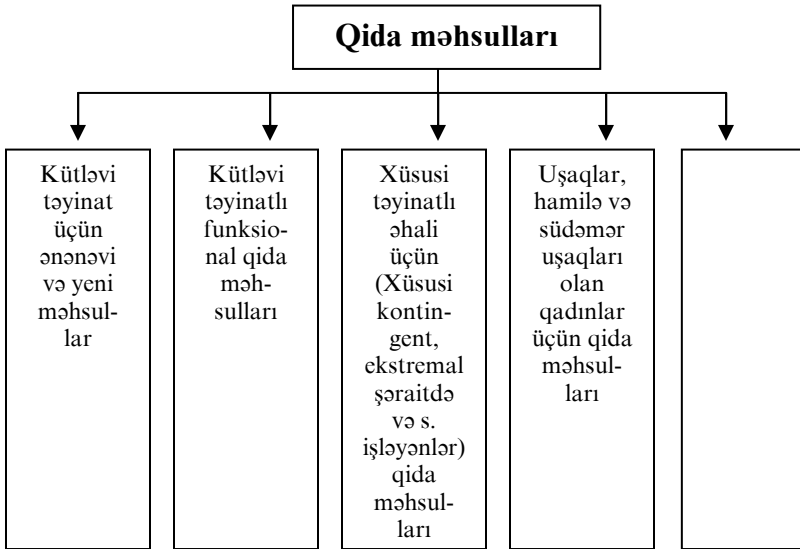 Qida məhsulları
Kütləvi
təyinat
üçün
ənənəvi
və yeni
məhsul-
lar
Kütləvi
təyinatlı
funksio-
nal qida
məh-
sulları
Xüsusi
təyinatlı
əhali
üçün
(Xüsusi
kontin-
gent,
ekstremal
şəraitdə
və s.
işləyənlər)
qida
məhsul-
ları
Uşaqlar,
hamilə və
südəmər
uşaqları
olan
qadınlar
üçün qida
məhsul-
ları